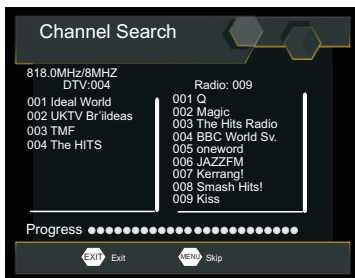 Channel Search
818.0MHz/8MHZ
DTV:004
001 Ideal World
002 UKTV Br'ildeas
003 TMF
004 The HITS
Radio: 009
001 Q
002 Magic
003 The Hits Radio
004 BBC World Sv.
005 oneword
006 JAZZFM
007 Kerrang!
008 Smash Hits!
009 Kiss
Progress
EXIT Exit
MENU Skip